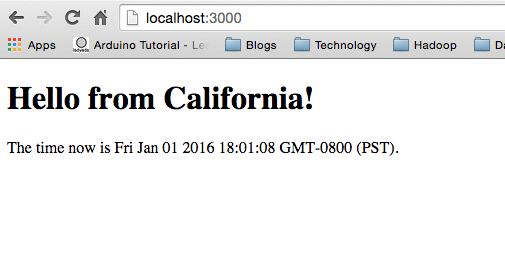 localhost:3000
Apps Arduino Tutorial - Le Blogs Technology Hadoop
Hello from California!
The time now is Fri Jan 01 2016 18:01:08 GMT-0800 (PST).